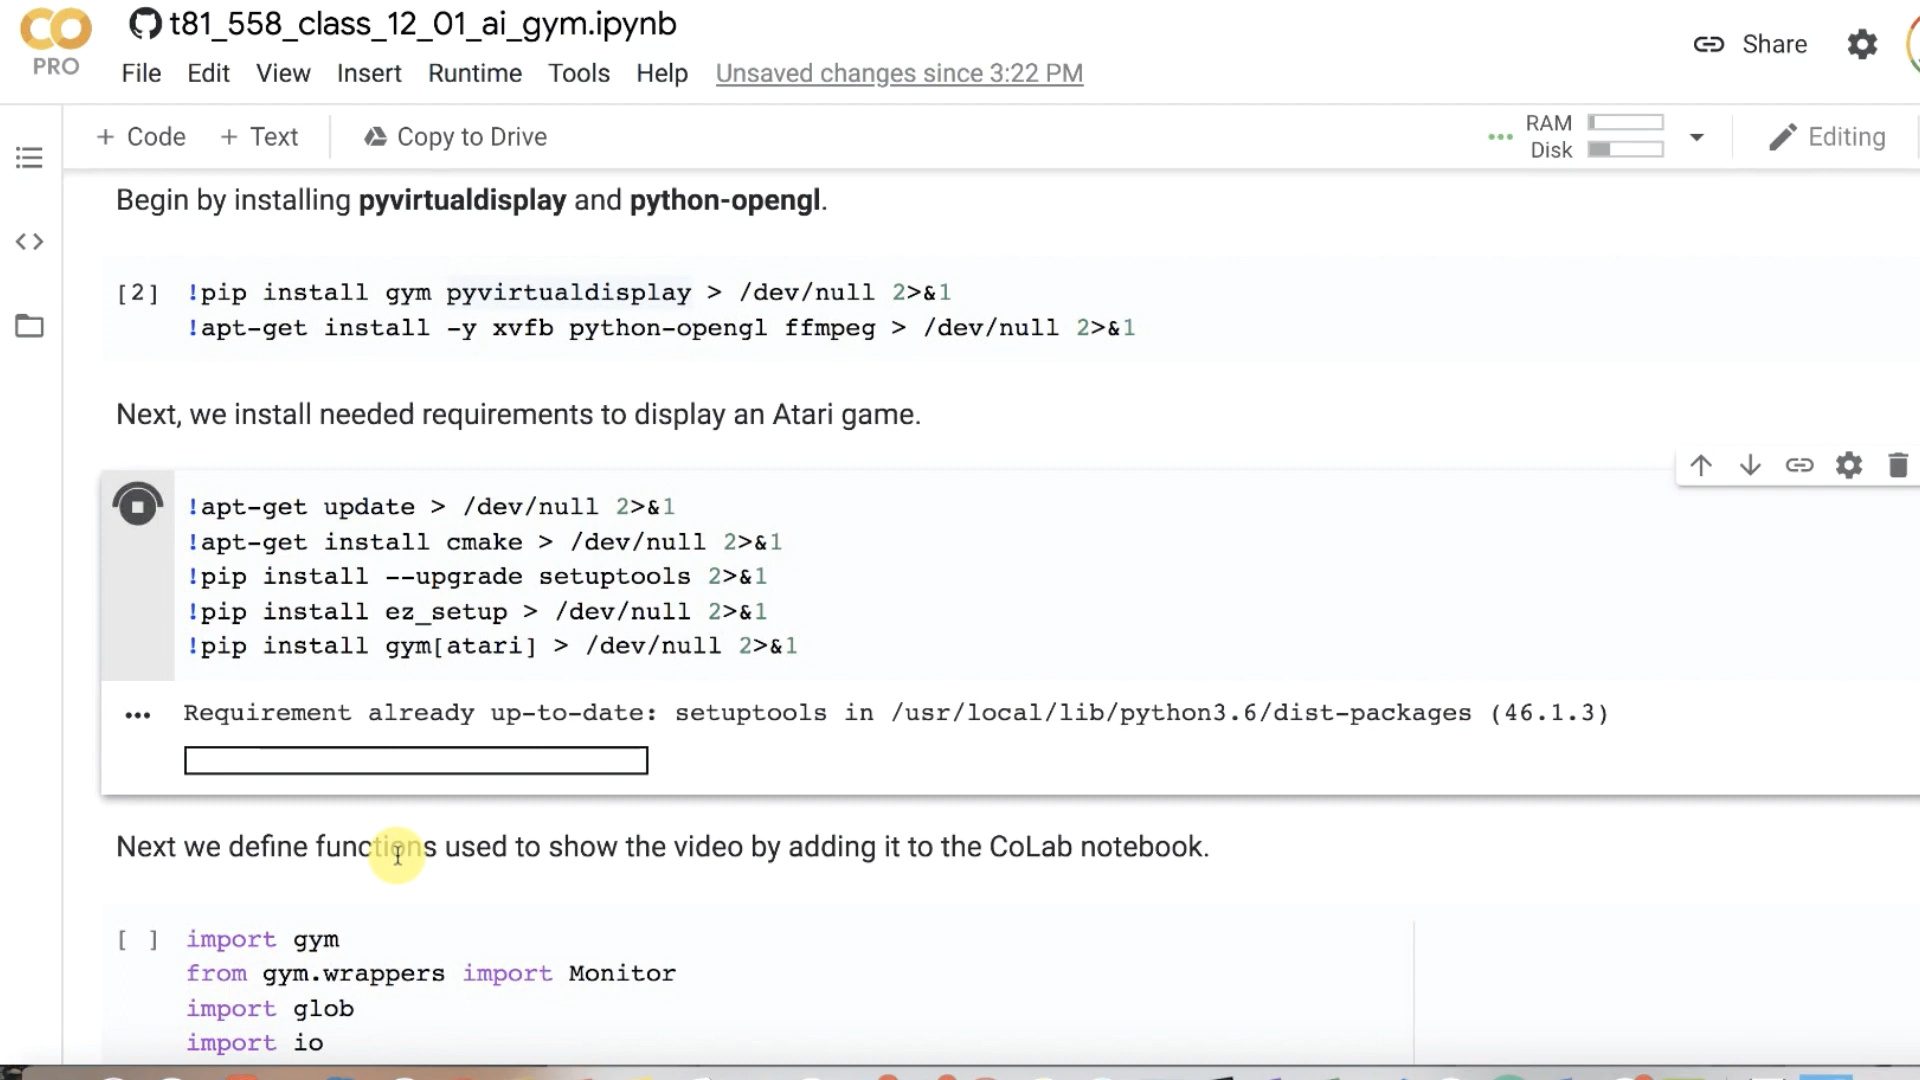 t81_558_class_12_01_ai_gym.ipynb
PRO
File Edit View Insert Runtime Tools Help Unsaved changes since 3:22 PM
Share
+ Code + Text Copy to Drive
RAM
Disk
Editing
Begin by installing pyvirtualdisplay and python-opengl.
[2] !pip install gym pyvirtualdisplay > /dev/null 2>&1
!apt-get install -y xvfb python-opengl ffmpeg > /dev/null 2>&1
Next, we install needed requirements to display an Atari game.
!apt-get update > /dev/null 2>&1
!apt-get install cmake > /dev/null 2>&1
!pip install --upgrade setuptools 2>&1
!pip install ez_setup > /dev/null 2>&1
!pip install gym[atari] > /dev/null 2>&1
Requirement already up-to-date: setuptools in /usr/local/lib/python3.6/dist-packages (46.1.3)
Next we define functions used to show the video by adding it to the CoLab notebook.
[ ] import gym
from gym.wrappers import Monitor
import glob
import io